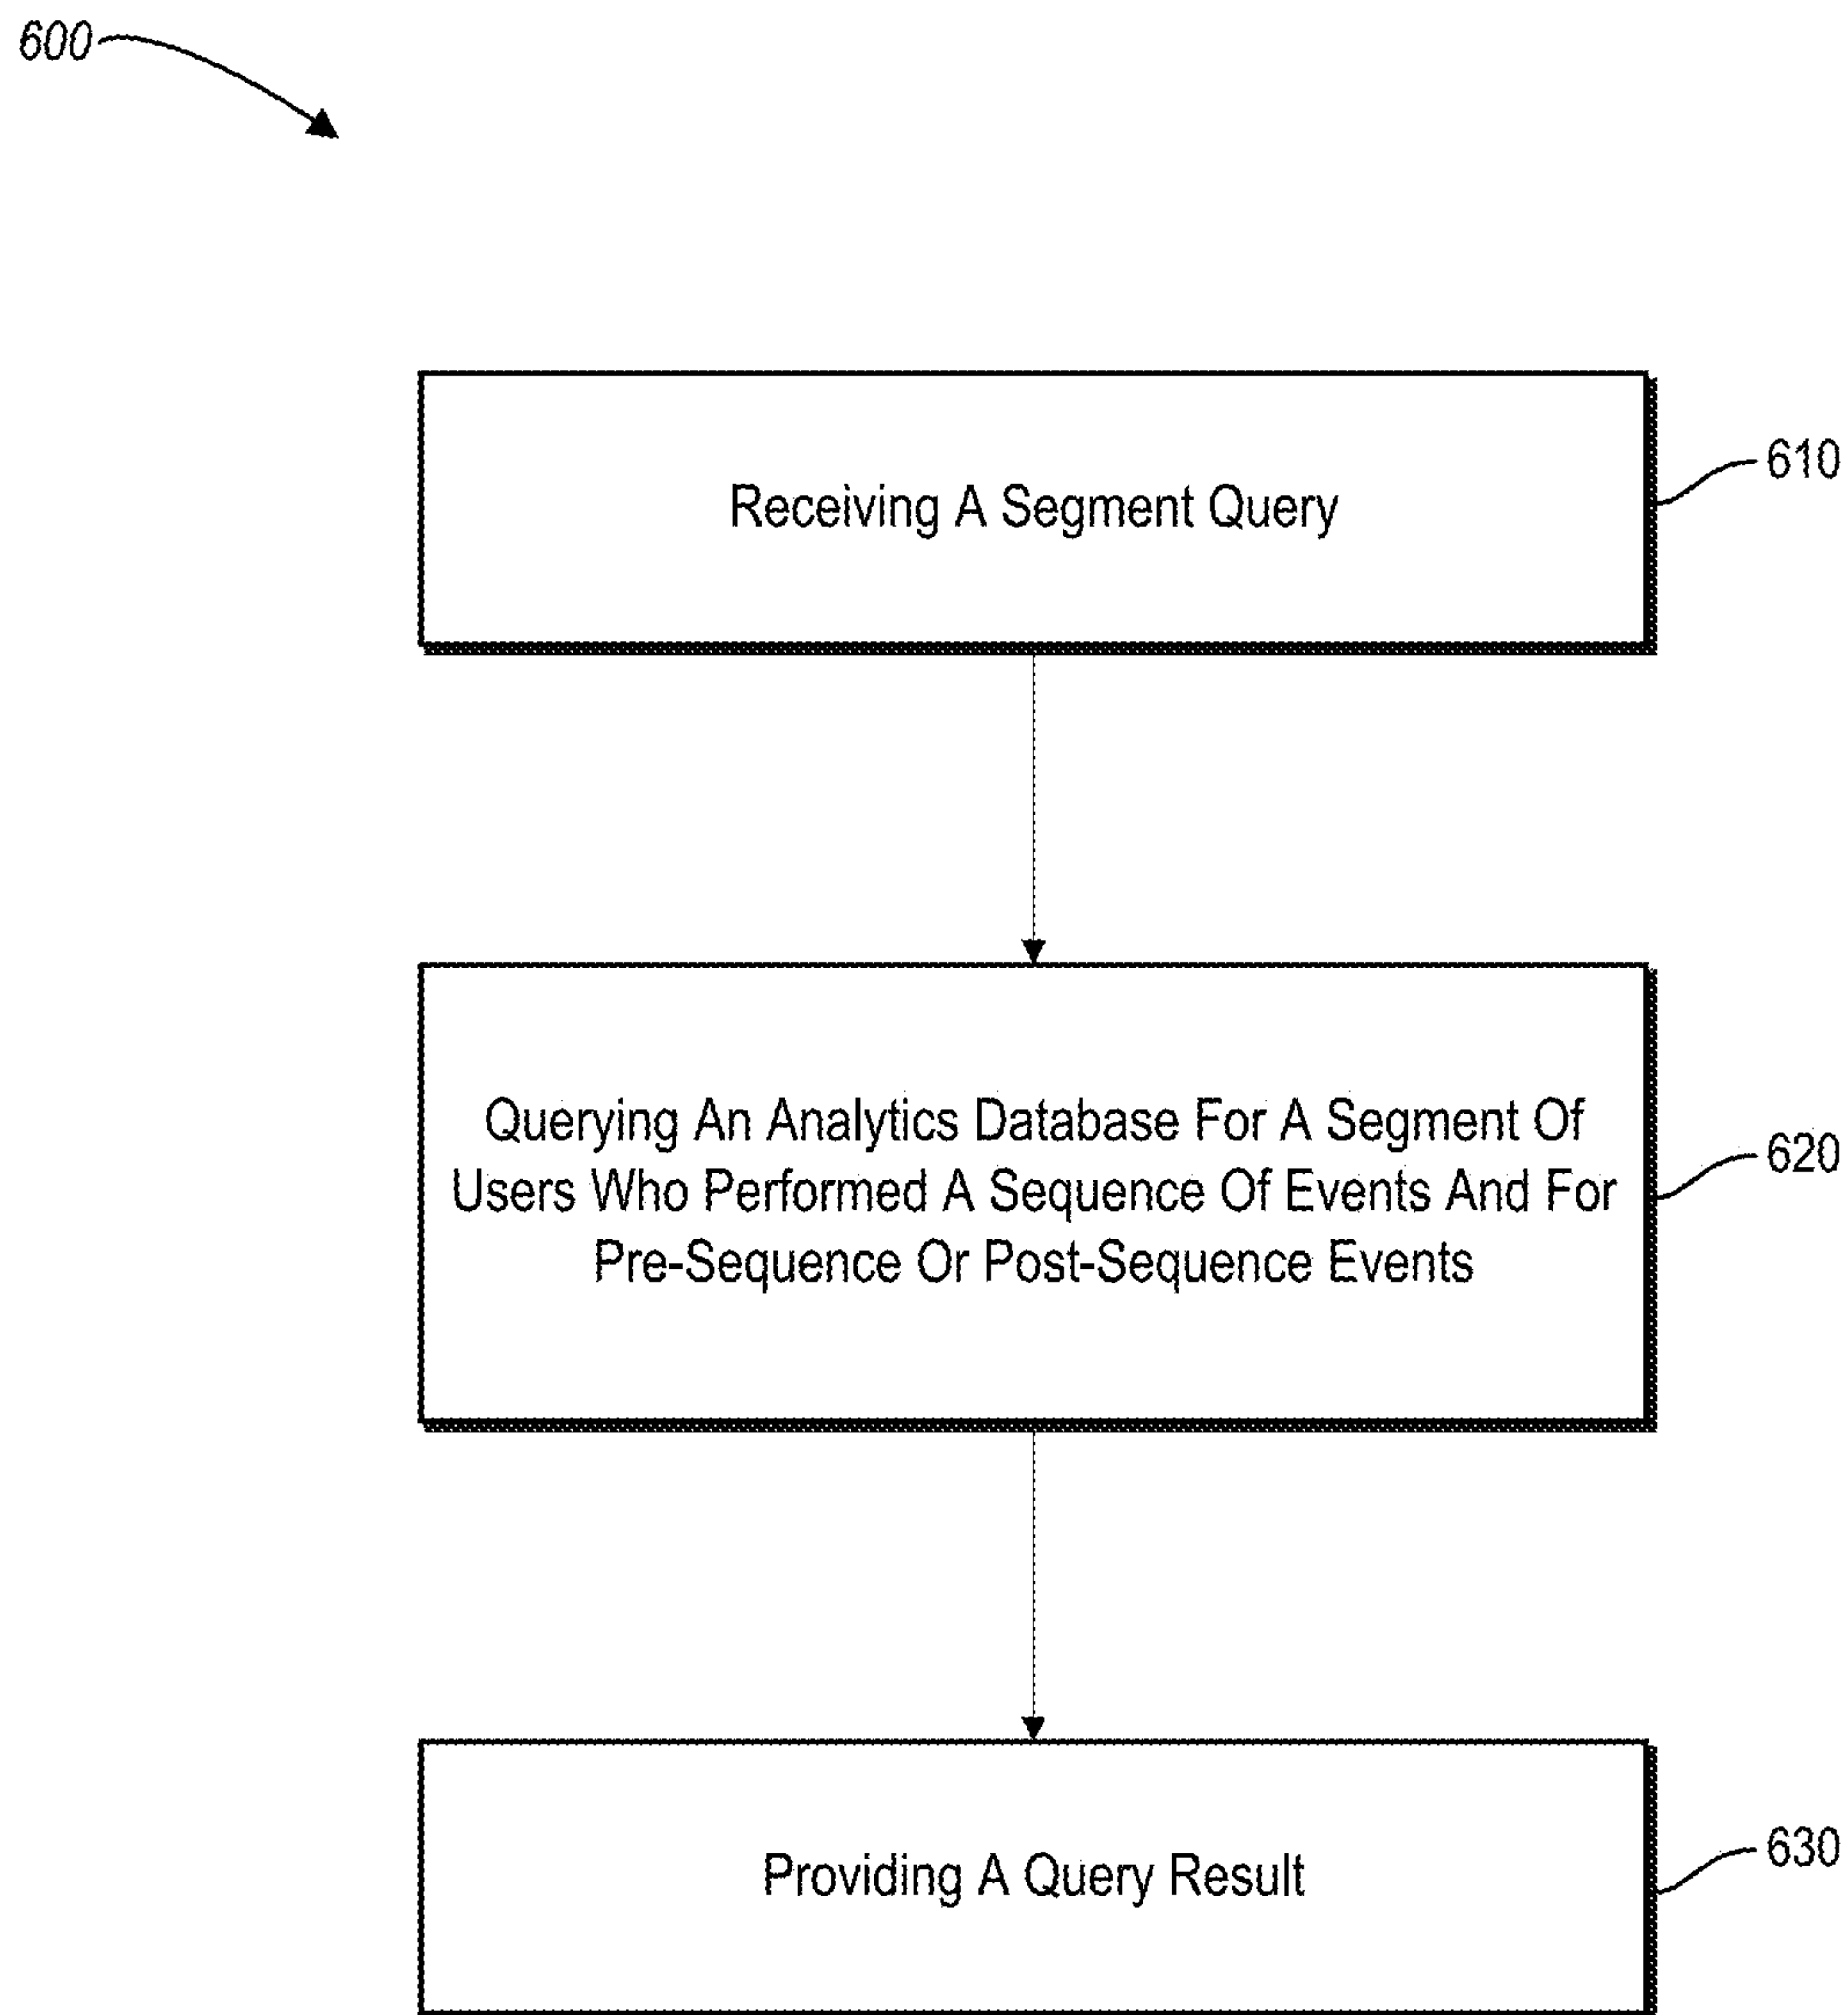 600
Receiving A Segment Query
610
Querying An Analytics Database For A Segment Of
Users Who Performed A Sequence Of Events And For
Pre-Sequence Or Post-Sequence Events
620
Providing A Query Result
630